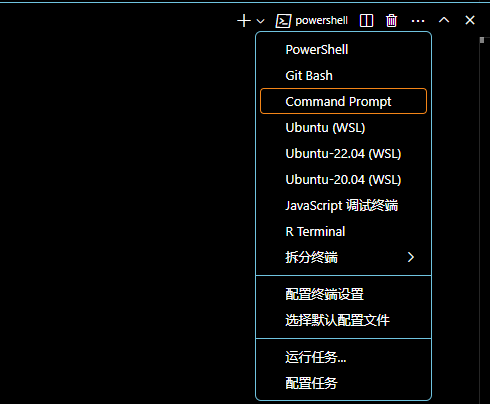 powershell
PowerShell
Git Bash
Command Prompt
Ubuntu (WSL)
Ubuntu-22.04 (WSL)
Ubuntu-20.04 (WSL)
JavaScript 调试终端
R Terminal
拆分终端
配置终端设置
选择默认配置文件
运行任务...
配置任务